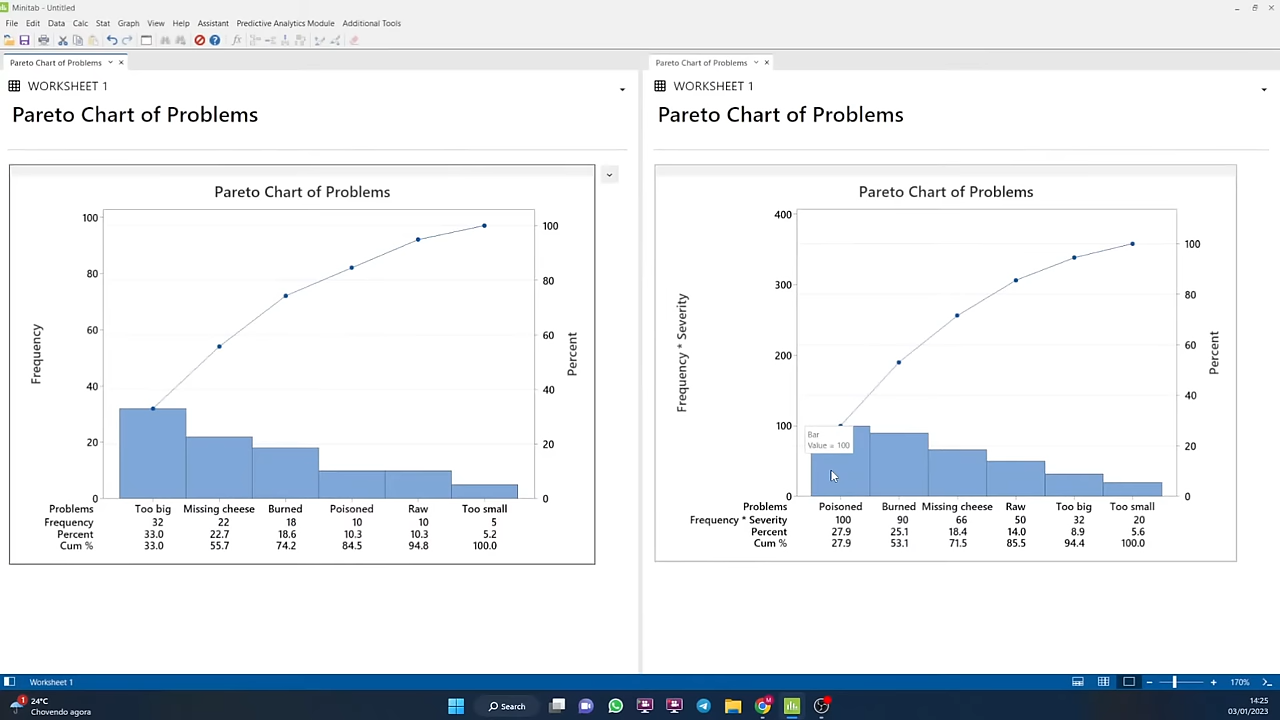 Minitab - Untitled
File Edit Data Calc Stat Graph View Help Assistant Predictive Analytics Module Additional Tools
Pareto Chart of Problems
WORKSHEET 1
Pareto Chart of Problems
Pareto Chart of Problems
Frequency
100
80
60
40
20
0
Percent
100
80
60
40
20
0
Problems Too big Missing cheese Burned Poisoned Raw Too small
Frequency 32 22 18 10 10 5
Percent 33.0 22.7 18.6 10.3 10.3 5.2
Cum % 33.0 55.7 74.2 84.5 94.8 100.0
Pareto Chart of Problems
WORKSHEET 1
Pareto Chart of Problems
Pareto Chart of Problems
Frequency * Severity
400
300
200
100
0
Percent
100
80
60
40
20
0
Bar
Value = 100
Problems Poisoned Burned Missing cheese Raw Too big Too small
Frequency * Severity 100 90 66 50 32 20
Percent 27.9 25.1 18.4 14.0 8.9 5.6
Cum % 27.9 53.1 71.5 85.5 94.4 100.0
Worksheet 1
170%
1
24°C
Chovendo agora
Search
14:25
03/01/2023